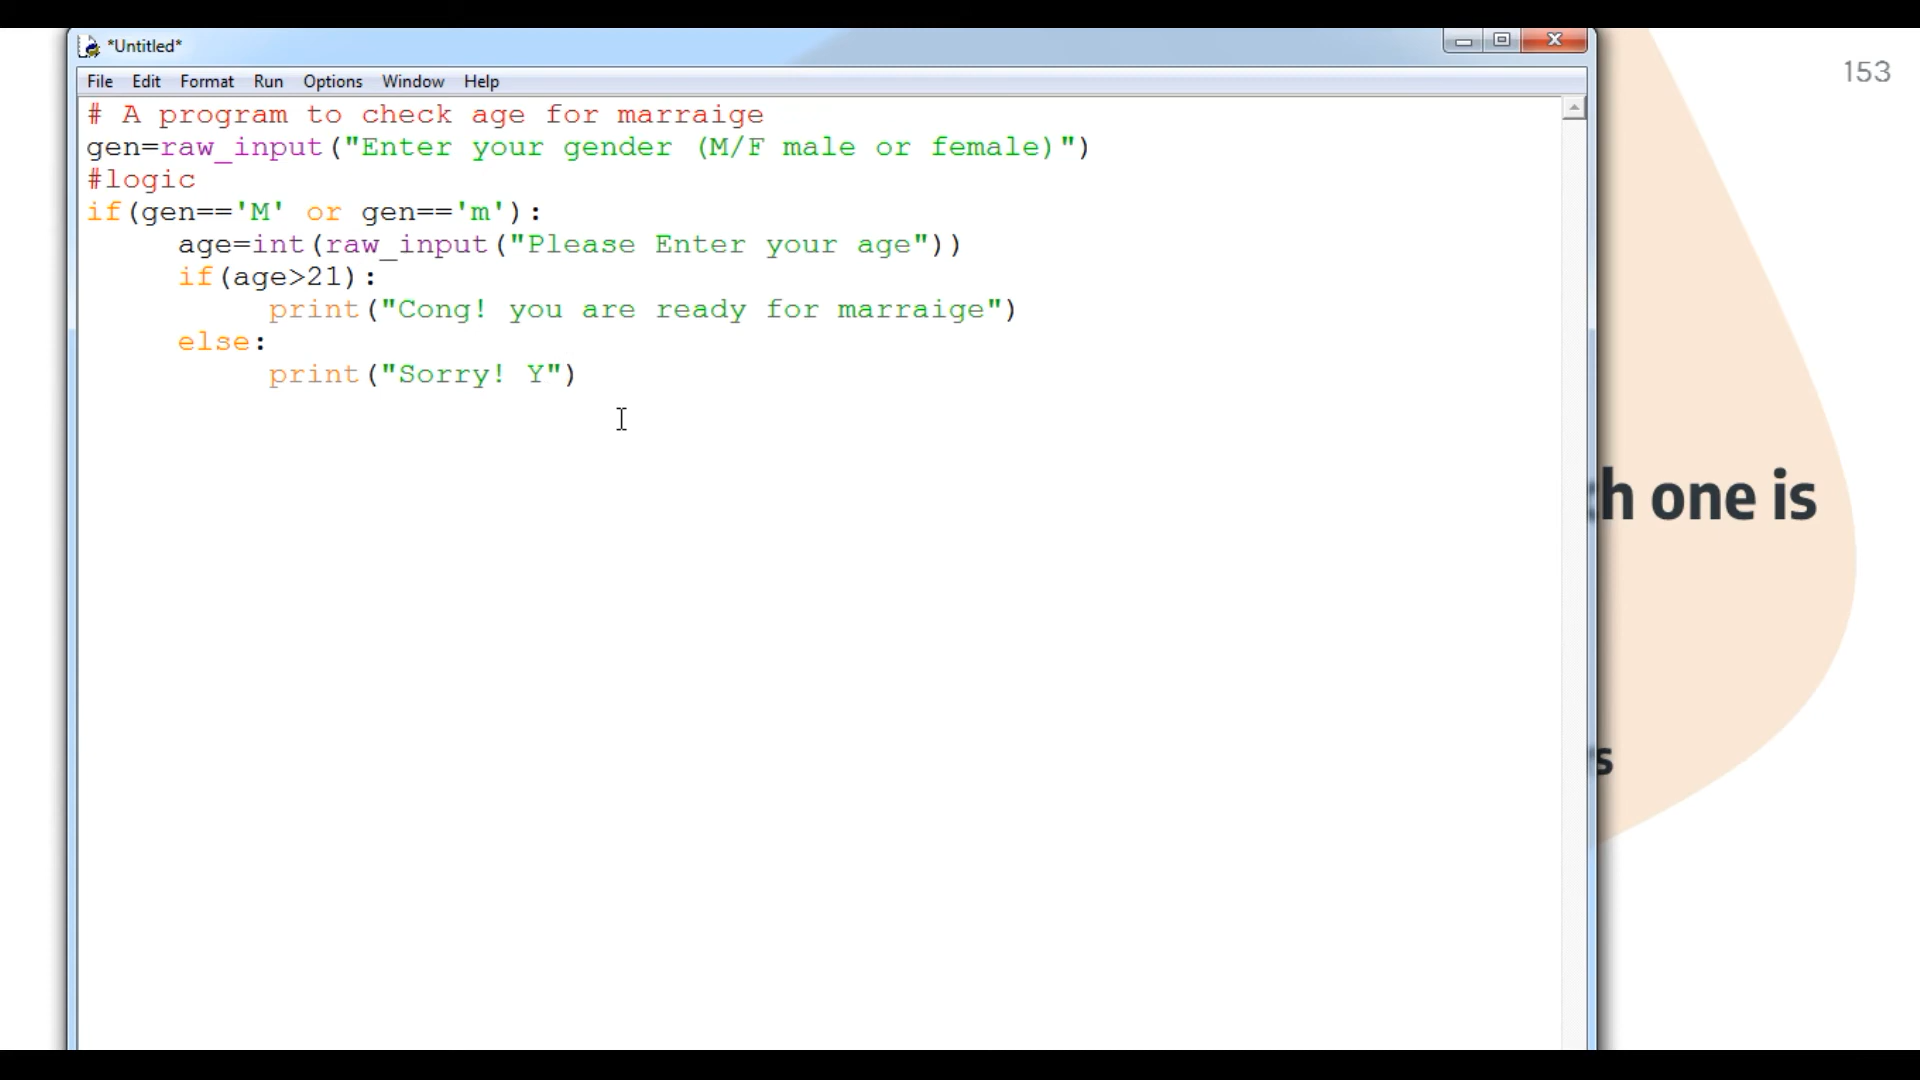 *Untitled*
153
File Edit Format Run Options Window Help
# A program to check age for marraige
gen=raw_input("Enter your gender (M/F male or female)")
#logic
if(gen=='M' or gen=='m'):
     age=int(raw_input("Please Enter your age"))
     if(age>21):
          print("Cong! you are ready for marraige")
     else:
          print("Sorry! Y")
one is